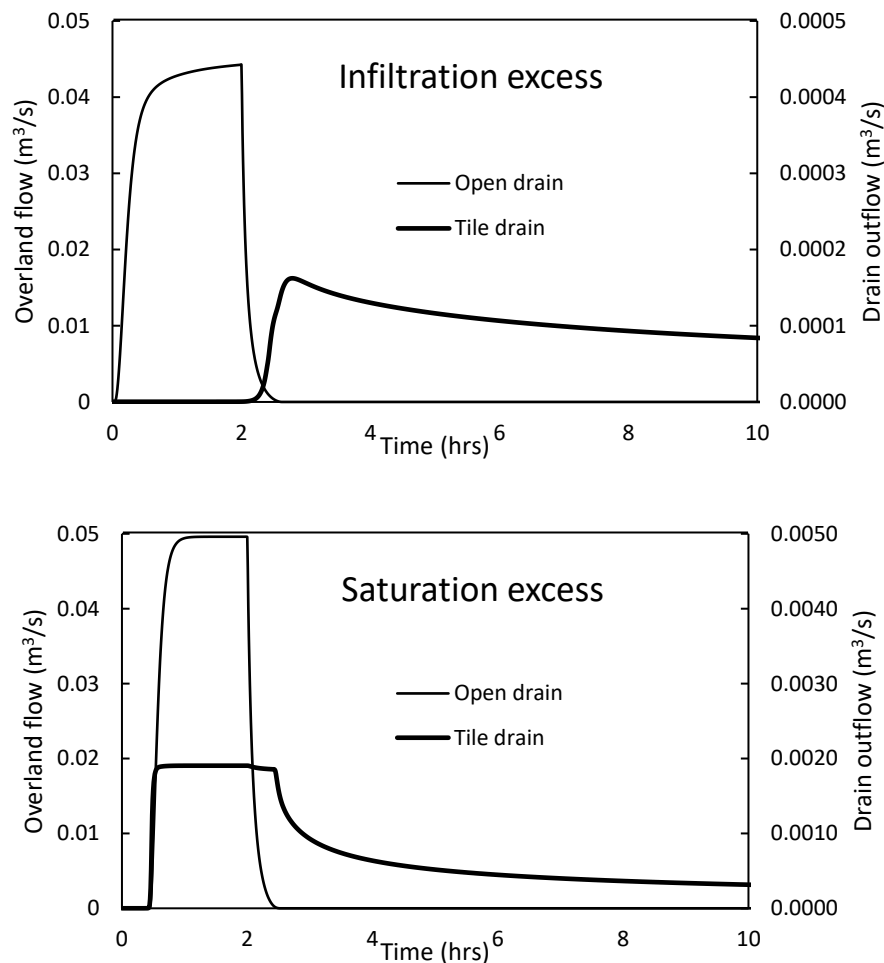 0.05
0.04
0.03
0.02
0.01
0
Overland flow (m³/s)
Infiltration excess
Open drain
Tile drain
0.0005
0.0004
0.0003
0.0002
0.0001
0.0000
Drain outflow (m³/s)
0 2 4 6 8 10
Time (hrs)
0.05
0.04
0.03
0.02
0.01
0
Overland flow (m³/s)
Saturation excess
Open drain
Tile drain
0.0050
0.0040
0.0030
0.0020
0.0010
0.0000
Drain outflow (m³/s)
0 2 4 6 8 10
Time (hrs)